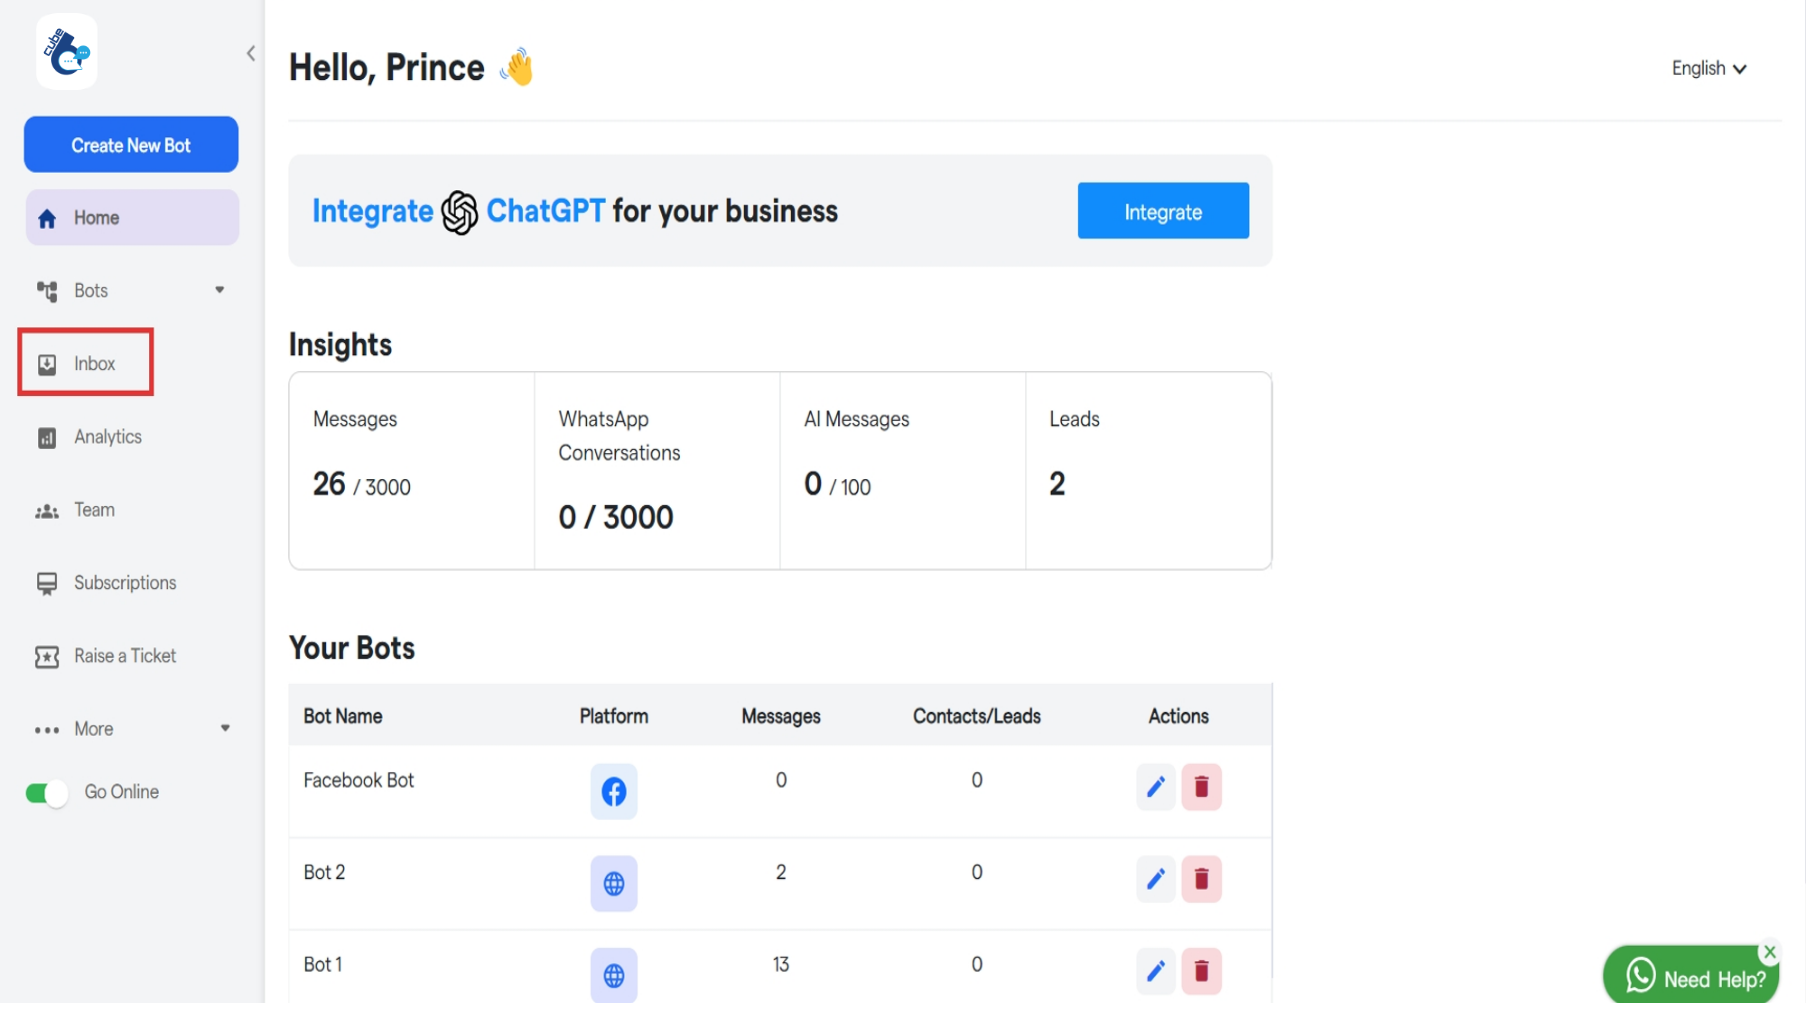 cube
Hello, Prince
English
Create New Bot
Home
Bots
Inbox
Analytics
Team
Subscriptions
Raise a Ticket
More
Go Online
Integrate ChatGPT for your business
Integrate
Insights
Messages
26 / 3000
WhatsApp
Conversations
0 / 3000
AI Messages
0 / 100
Leads
2
Your Bots
Bot Name Platform Messages Contacts/Leads Actions
Facebook Bot 0 0
Bot 2 2 0
Bot 1 13 0
X
Need Help?